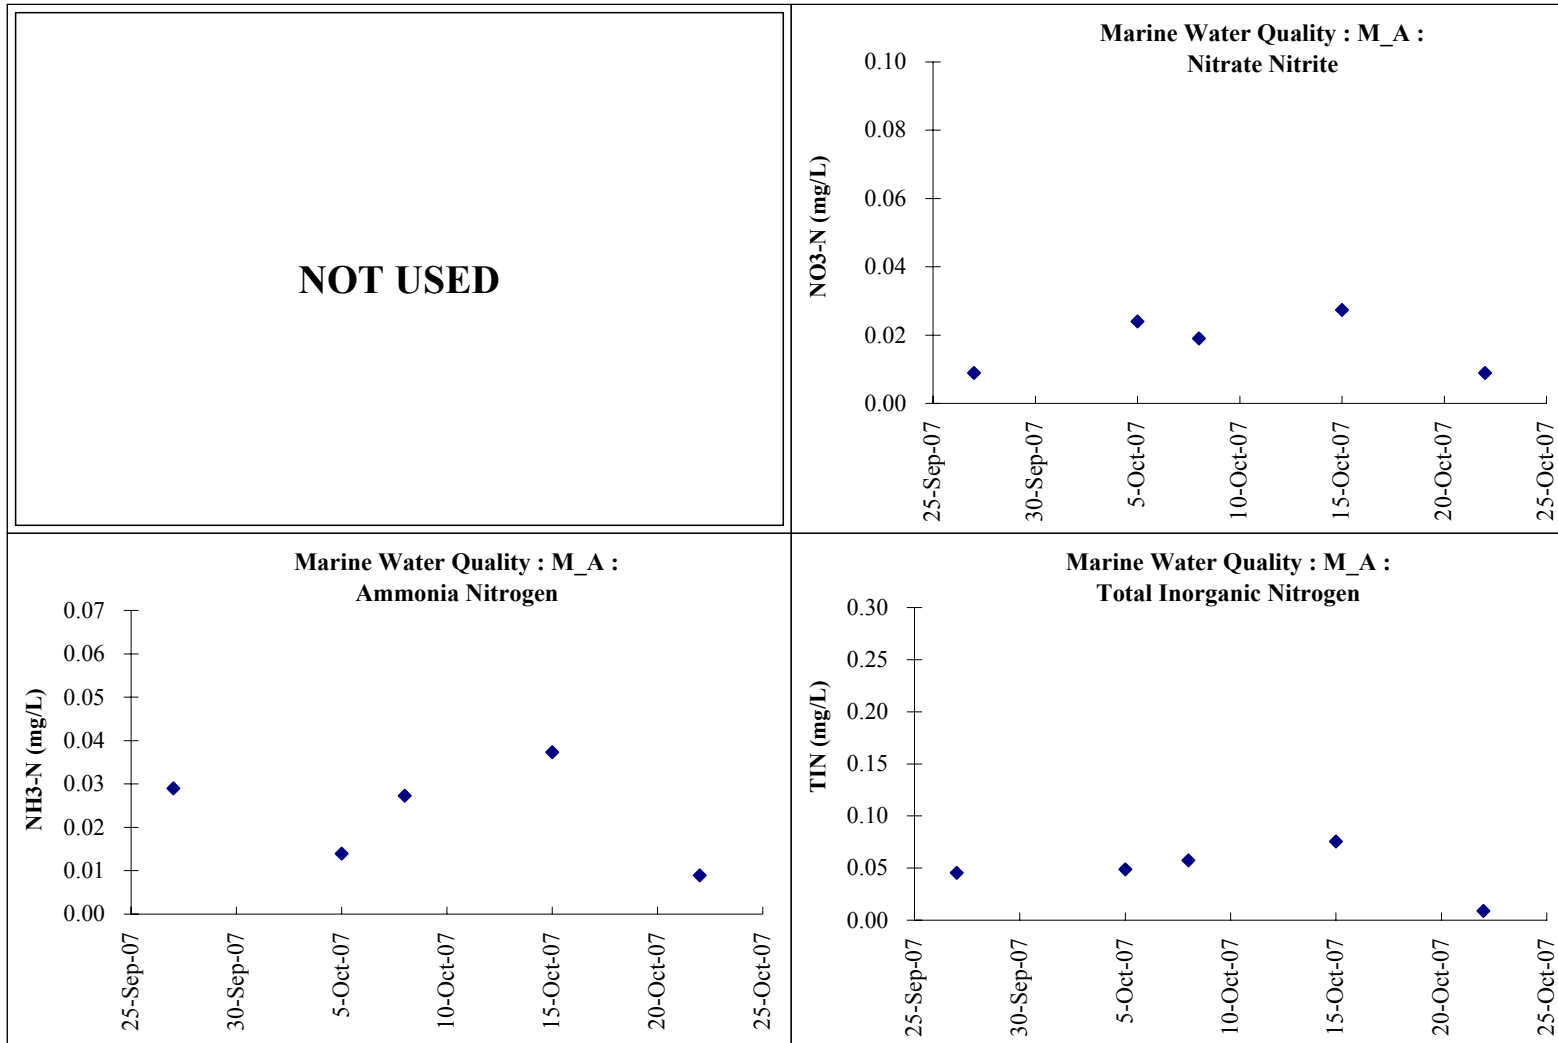 NOT USED
Marine Water Quality : M_A :
Nitrate Nitrite
NO3-N (mg/L)
0.10
0.08
0.06
0.04
0.02
0.00
25-Sep-07
30-Sep-07
5-Oct-07
10-Oct-07
15-Oct-07
20-Oct-07
25-Oct-07
Marine Water Quality : M_A :
Ammonia Nitrogen
NH3-N (mg/L)
0.07
0.06
0.05
0.04
0.03
0.02
0.01
0.00
25-Sep-07
30-Sep-07
5-Oct-07
10-Oct-07
15-Oct-07
20-Oct-07
25-Oct-07
Marine Water Quality : M_A :
Total Inorganic Nitrogen
TIN (mg/L)
0.30
0.25
0.20
0.15
0.10
0.05
0.00
25-Sep-07
30-Sep-07
5-Oct-07
10-Oct-07
15-Oct-07
20-Oct-07
25-Oct-07